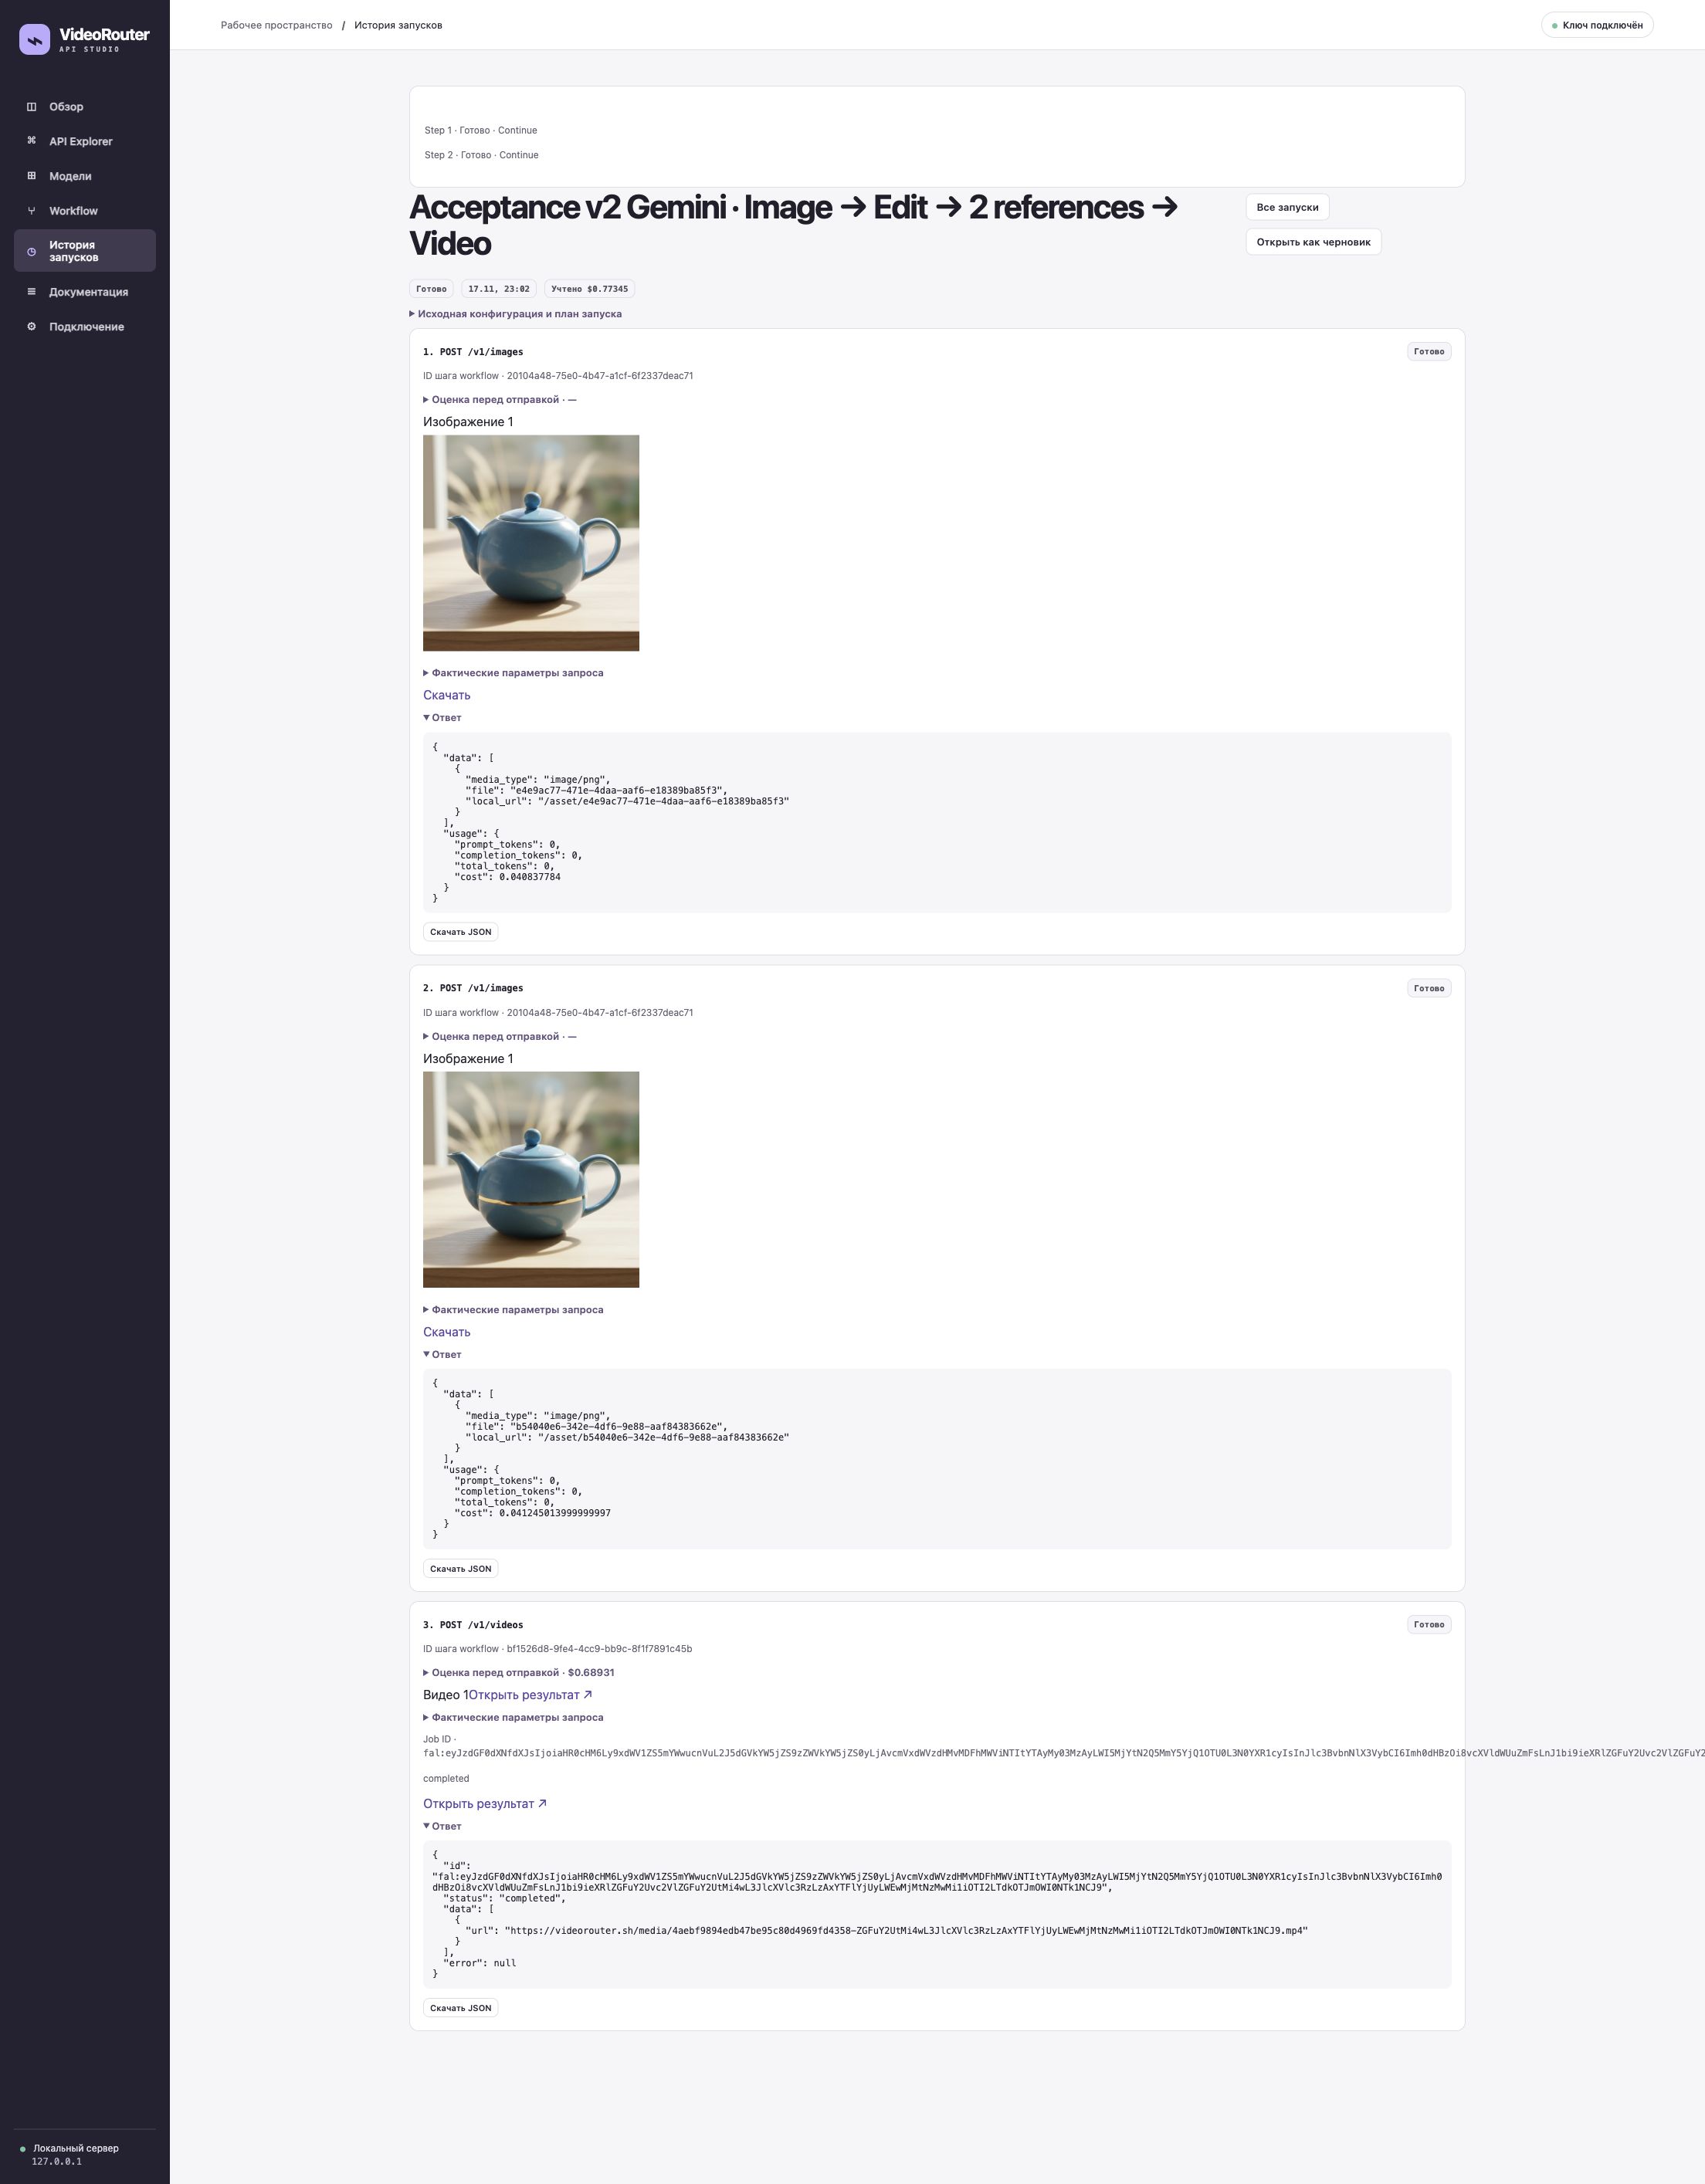 VideoRouter
API STUDIO
Обзор
API Explorer
Модели
Workflow
История
запусков
Документация
Подключение
Локальный сервер
127.0.0.1
Рабочее пространство / История запусков
Ключ подключён
Step 1 · Готово · Continue
Step 2 · Готово · Continue
Acceptance v2 Gemini · Image → Edit → 2 references →
Video
Все запуски
Открыть как черновик
Готово
17.11, 23:02
Учтено $0.77345
Исходная конфигурация и план запуска
1. POST /v1/images
Готово
ID шага workflow · 20104a48-75e0-4b47-a1cf-6f2337deac71
Оценка перед отправкой · —
Изображение 1
Фактические параметры запроса
Скачать
Ответ
{
"data": [
{
"media_type": "image/png",
"file": "e4e9ac77-471e-4daa-aaf6-e18389ba85f3",
"local_url": "/asset/e4e9ac77-471e-4daa-aaf6-e18389ba85f3"
}
],
"usage": {
"prompt_tokens": 0,
"completion_tokens": 0,
"total_tokens": 0,
"cost": 0.040837784
}
}
Скачать JSON
2. POST /v1/images
Готово
ID шага workflow · 20104a48-75e0-4b47-a1cf-6f2337deac71
Оценка перед отправкой · —
Изображение 1
Фактические параметры запроса
Скачать
Ответ
{
"data": [
{
"media_type": "image/png",
"file": "b54040e6-342e-4df6-9e88-aaf84383662e",
"local_url": "/asset/b54040e6-342e-4df6-9e88-aaf84383662e"
}
],
"usage": {
"prompt_tokens": 0,
"completion_tokens": 0,
"total_tokens": 0,
"cost": 0.041245013999999997
}
}
Скачать JSON
3. POST /v1/videos
Готово
ID шага workflow · bf1526d8-9fe4-4cc9-bb9c-8f1f7891c45b
Оценка перед отправкой · $0.68931
Видео 1Открыть результат ↗
Фактические параметры запроса
Job ID ·
completed
Открыть результат ↗
Ответ
{
"id":
"status": "completed",
"data": [
{
"url": "https://videorouter.sh/media/4aebf9894edb47be95c80d4969fd4358-ZGFuY2UtMi4wL3JlcXVlc3RzLzAxYTFlYjUyLWEwMjMtNzMwMi1iOTI2LTdkOTJmOWI0NTk1NCJ9.mp4"
}
],
"error": null
}
Скачать JSON